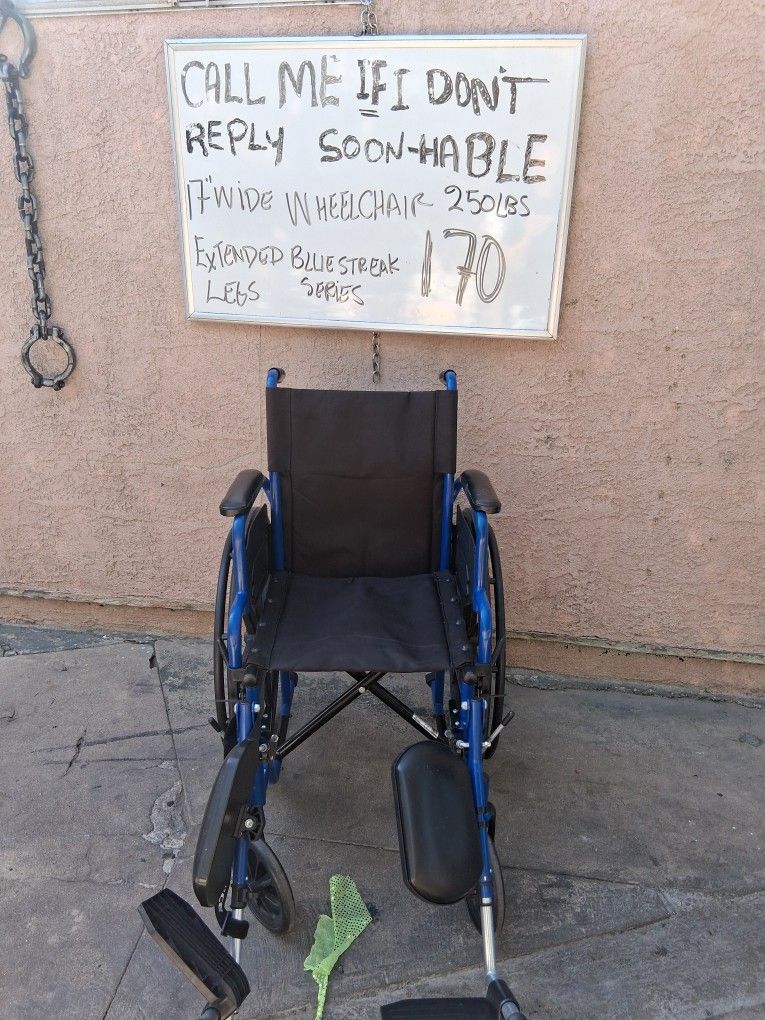 CALL ME IF I DON'T
REPLY SOON-HABLE
17" WIDE WHEELCHAIR 250LBS
EXTENDED BLUESTREAK 170
LEGS SERIES